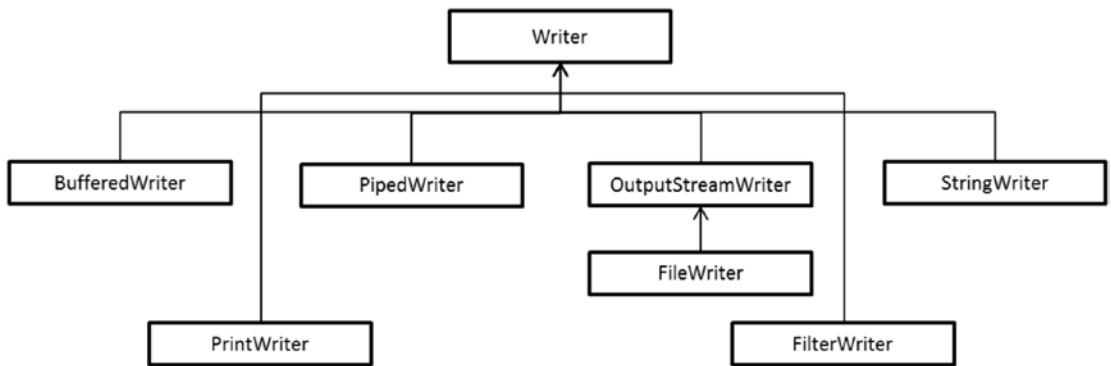 Writer
BufferedWriter
PipedWriter
OutputStreamWriter
StringWriter
FileWriter
PrintWriter
FilterWriter